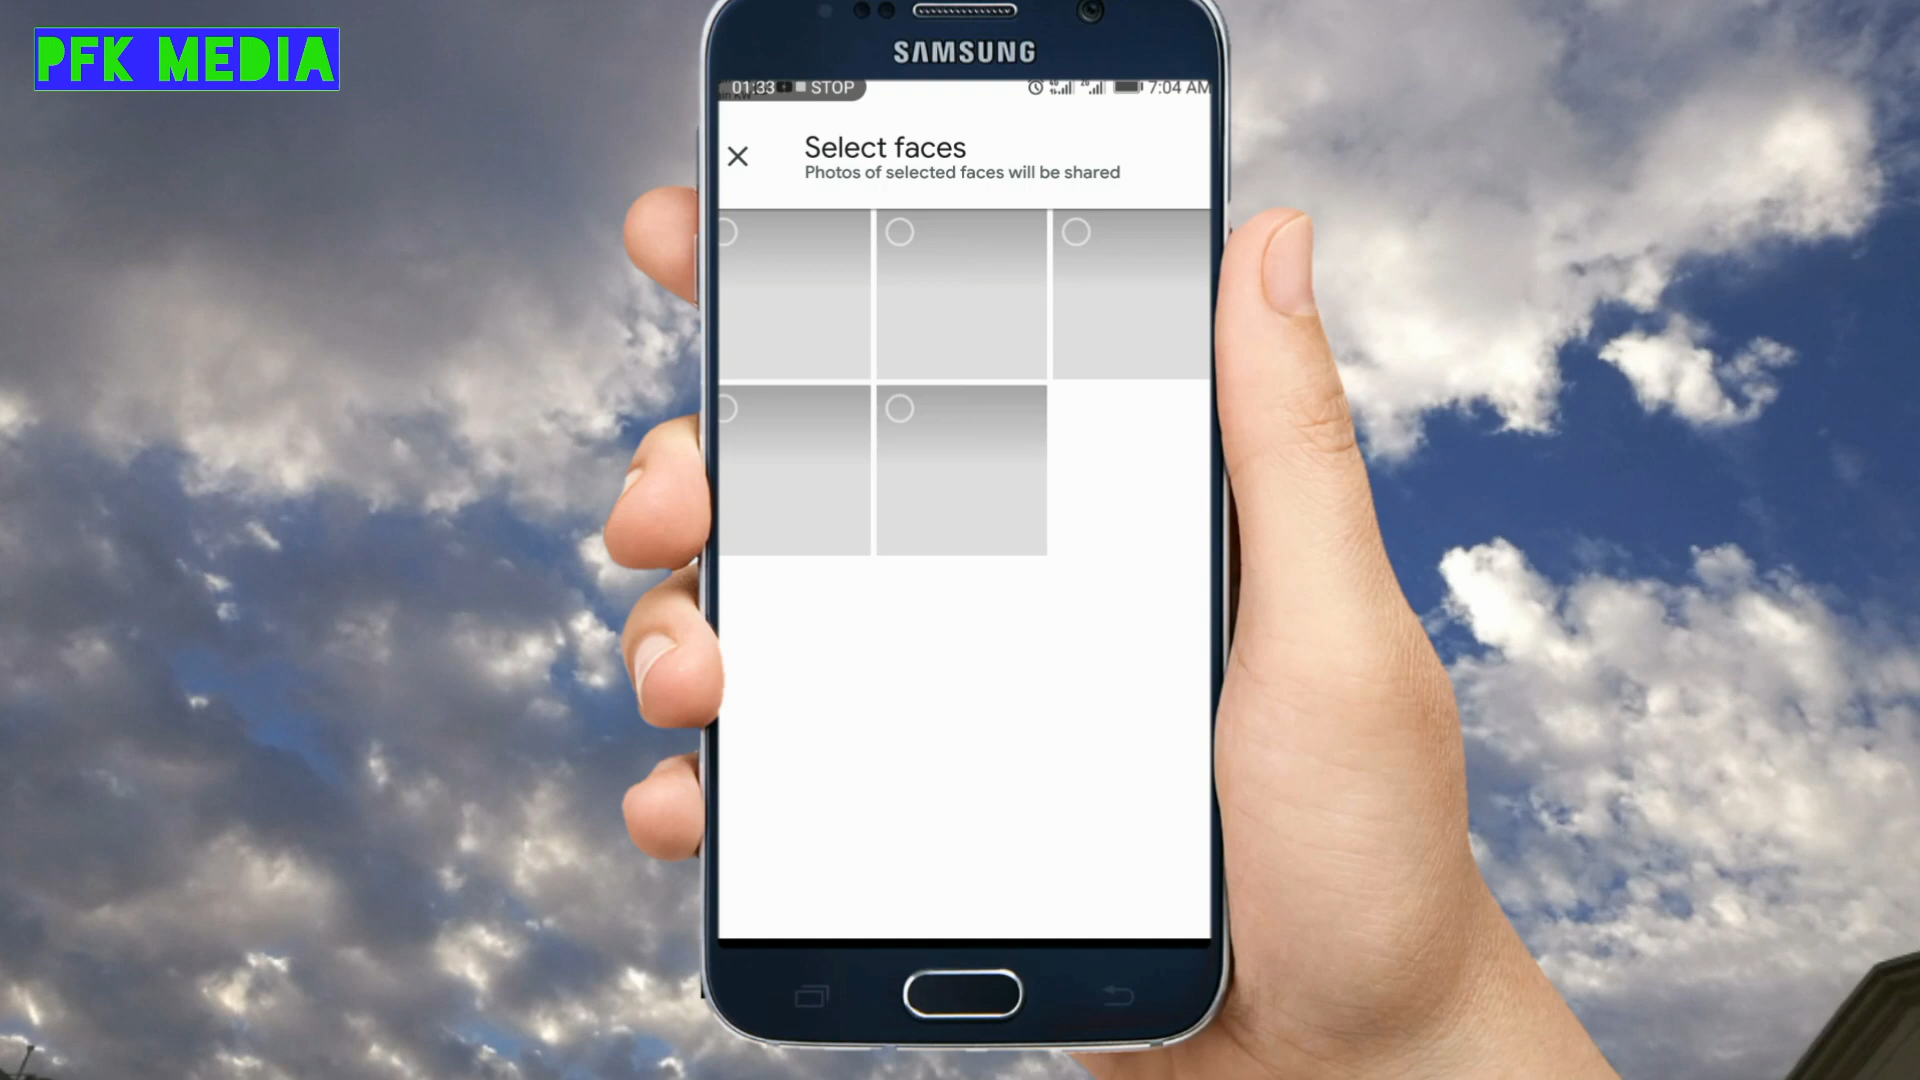 PFK MEDIA
SAMSUNG
01:33 STOP 7:04 AM
Select faces
Photos of selected faces will be shared